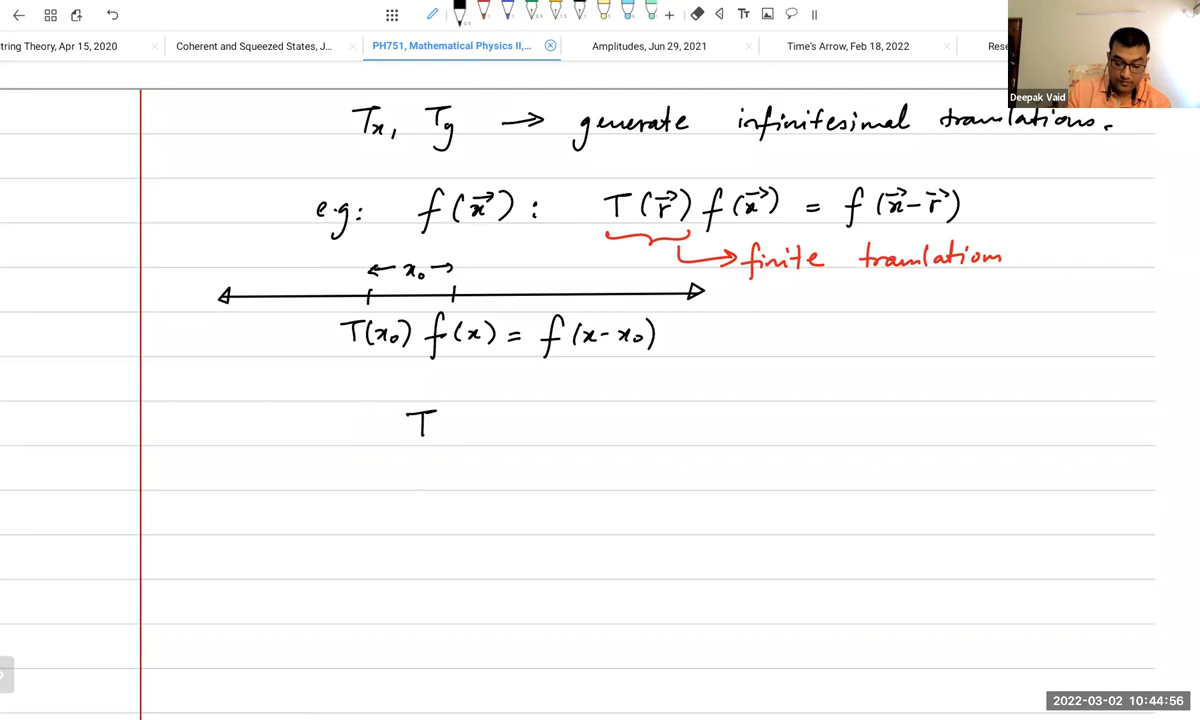 tring Theory, Apr 15, 2020 Coherent and Squeezed States, J... PH751, Mathematical Physics II,... Amplitudes, Jun 29, 2021 Time's Arrow, Feb 18, 2022 Rese
Deepak Vaid
Tx, Ty → generate infinitesimal translations.
e.g: f(x⃗) : T(r⃗) f(x⃗) = f(x⃗-r⃗)
→ finite translation
← x₀ →
T(x₀) f(x) = f(x-x₀)
T
2022-03-02 10:44:56